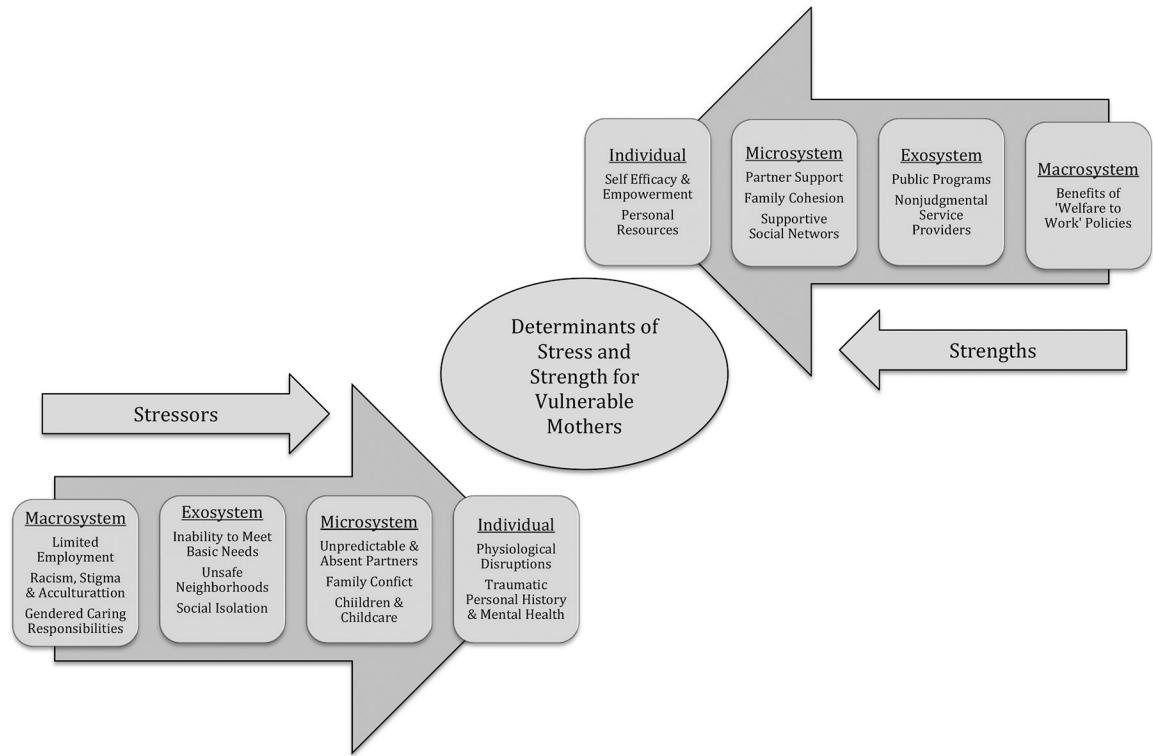 Individual
Self Efficacy &
Empowerment
Personal
Resources
Microsystem
Partner Support
Family Cohesion
Supportive
Social Networs
Exosystem
Public Programs
Nonjudgmental
Service
Providers
Macrosystem
Benefits of
'Welfare to
Work' Policies
Strengths
Determinants of
Stress and
Strength for
Vulnerable
Mothers
Stressors
Macrosystem
Limited
Employment
Racism, Stigma
& Acculturattion
Gendered Caring
Responsibilities
Exosystem
Inability to Meet
Basic Needs
Unsafe
Neighborhoods
Social Isolation
Microsystem
Unpredictable &
Absent Partners
Family Confict
Chiildren &
Childcare
Individual
Physiological
Disruptions
Traumatic
Personal History
& Mental Health